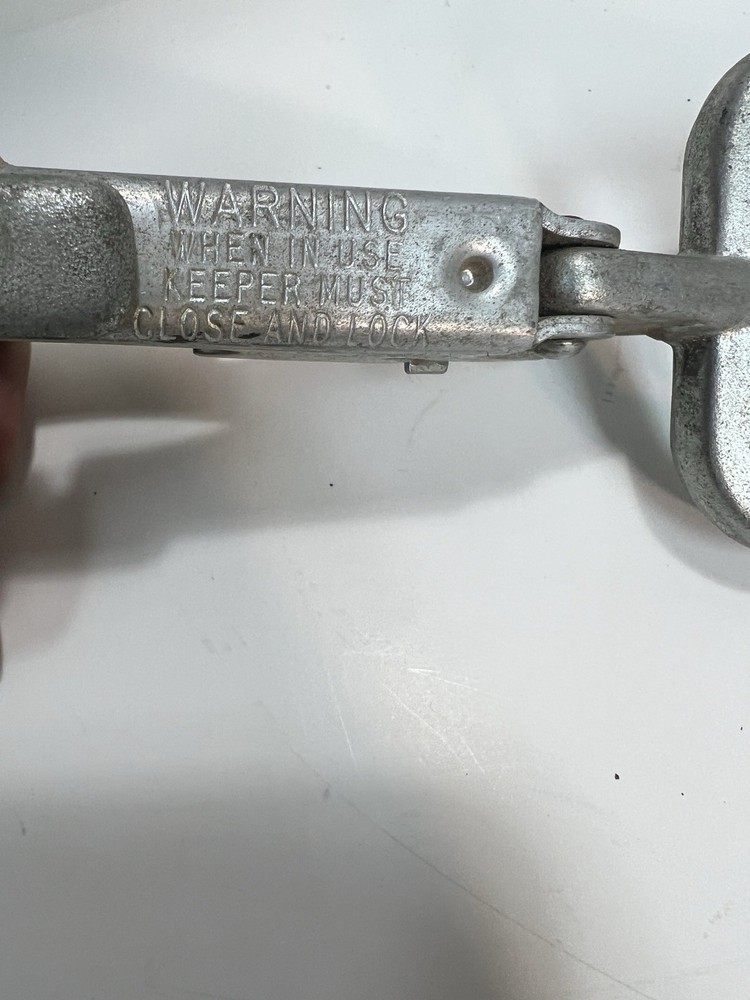 WARNING
WHEN IN USE
KEEPER MUST
CLOSE AND LOCK